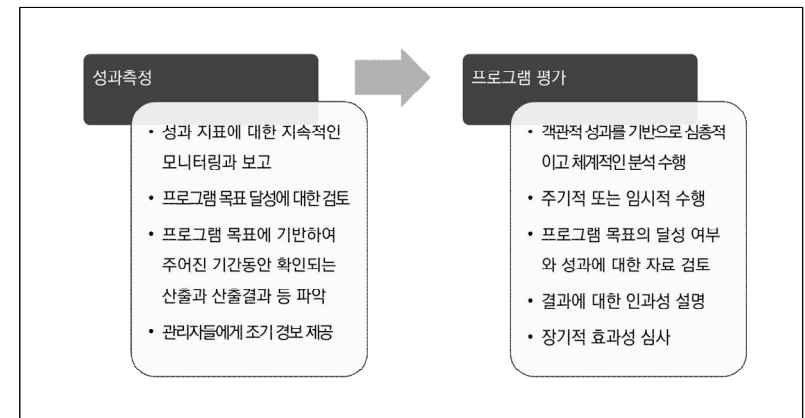 성과측정
• 성과 지표에 대한 지속적인
모니터링과 보고
• 프로그램 목표 달성에 대한 검토
• 프로그램 목표에 기반하여
주어진 기간동안 확인되는
산출과 산출결과 등 파악
• 관리자들에게 조기 경보 제공
프로그램 평가
• 객관적 성과를 기반으로 심층적
이고 체계적인 분석 수행
• 주기적 또는 임시적 수행
• 프로그램 목표의 달성 여부
와 성과에 대한 자료 검토
• 결과에 대한 인과성 설명
• 장기적 효과성 심사